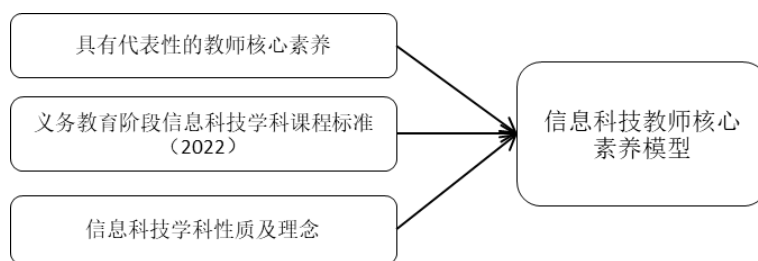 具有代表性的教师核心素养
义务教育阶段信息科技学科课程标准
（2022）
信息科技学科性质及理念
信息科技教师核心
素养模型